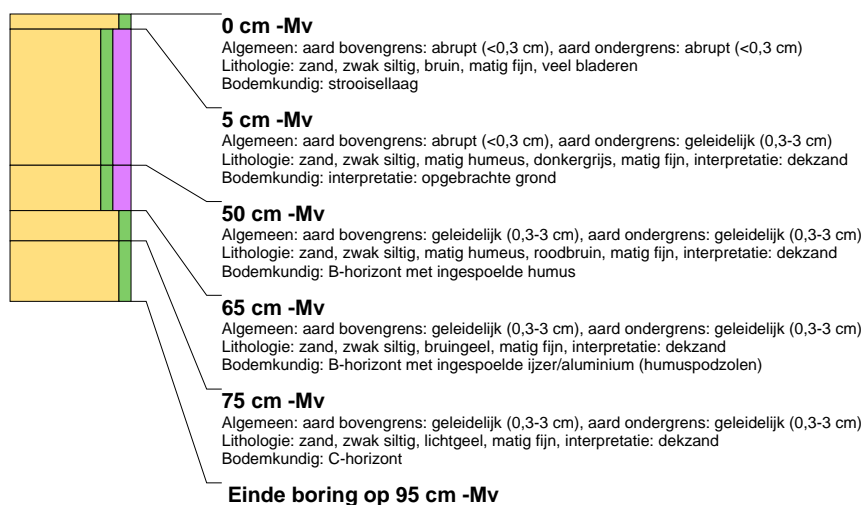 0 cm -Mv
Algemeen: aard bovengrens: abrupt (<0,3 cm), aard ondergrens: abrupt (<0,3 cm)
Lithologie: zand, zwak siltig, bruin, matig fijn, veel bladeren
Bodemkundig: strooisellaag
5 cm -Mv
Algemeen: aard bovengrens: abrupt (<0,3 cm), aard ondergrens: geleidelijk (0,3-3 cm)
Lithologie: zand, zwak siltig, matig humeus, donkergrijs, matig fijn, interpretatie: dekzand
Bodemkundig: interpretatie: opgebrachte grond
50 cm -Mv
Algemeen: aard bovengrens: geleidelijk (0,3-3 cm), aard ondergrens: geleidelijk (0,3-3 cm)
Lithologie: zand, zwak siltig, matig humeus, roodbruin, matig fijn, interpretatie: dekzand
Bodemkundig: B-horizont met ingespoelde humus
65 cm -Mv
Algemeen: aard bovengrens: geleidelijk (0,3-3 cm), aard ondergrens: geleidelijk (0,3-3 cm)
Lithologie: zand, zwak siltig, bruingeel, matig fijn, interpretatie: dekzand
Bodemkundig: B-horizont met ingespoelde ijzer/aluminium (humuspodzolen)
75 cm -Mv
Algemeen: aard bovengrens: geleidelijk (0,3-3 cm), aard ondergrens: geleidelijk (0,3-3 cm)
Lithologie: zand, zwak siltig, lichtgeel, matig fijn, interpretatie: dekzand
Bodemkundig: C-horizont
Einde boring op 95 cm -Mv